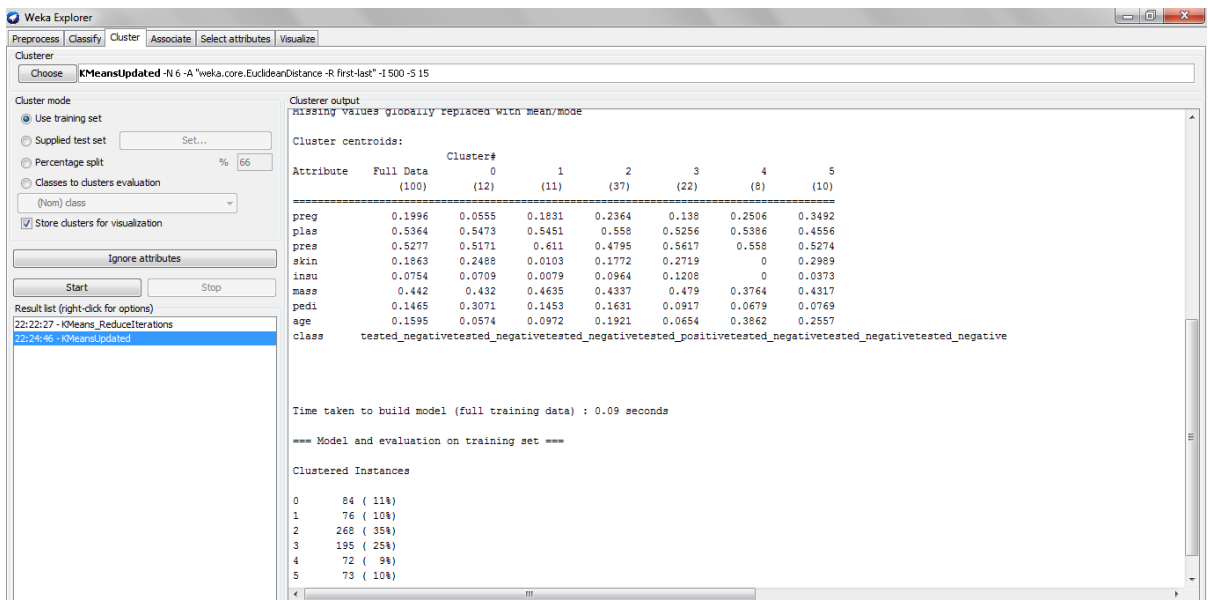 Weka Explorer
Preprocess Classify Cluster Associate Select attributes Visualize
Clusterer
Choose KMeansUpdated -N 6 -A "weka.core.EuclideanDistance -R first-last" -I 500 -S 15
Cluster mode
Use training set
Supplied test set Set...
Percentage split % 66
Classes to clusters evaluation
(Nom) class
Store clusters for visualization
Ignore attributes
Start Stop
Result list (right-click for options)
22:22:27 - KMeans_ReduceIterations
22:24:46 - KMeansUpdated
Clusterer output
Missing values globally replaced with mean/mode
Cluster centroids:
Cluster#
Attribute Full Data 0 1 2 3 4 5
(100) (12) (11) (37) (22) (8) (10)
==========================================================================================
preg 0.1996 0.0555 0.1831 0.2364 0.138 0.2506 0.3492
plas 0.5364 0.5473 0.5451 0.558 0.5256 0.5386 0.4556
pres 0.5277 0.5171 0.611 0.4795 0.5617 0.558 0.5274
skin 0.1863 0.2488 0.0103 0.1772 0.2719 0 0.2989
insu 0.0754 0.0709 0.0079 0.0964 0.1208 0 0.0373
mass 0.442 0.432 0.4635 0.4337 0.479 0.3764 0.4317
pedi 0.1465 0.3071 0.1453 0.1631 0.0917 0.0679 0.0769
age 0.1595 0.0574 0.0972 0.1921 0.0654 0.3862 0.2557
class tested_negativetested_negativetested_negativetested_positivetested_negativetested_negativetested_negative
Time taken to build model (full training data) : 0.09 seconds
=== Model and evaluation on training set ===
Clustered Instances
0 84 ( 11%)
1 76 ( 10%)
2 268 ( 35%)
3 195 ( 25%)
4 72 ( 9%)
5 73 ( 10%)